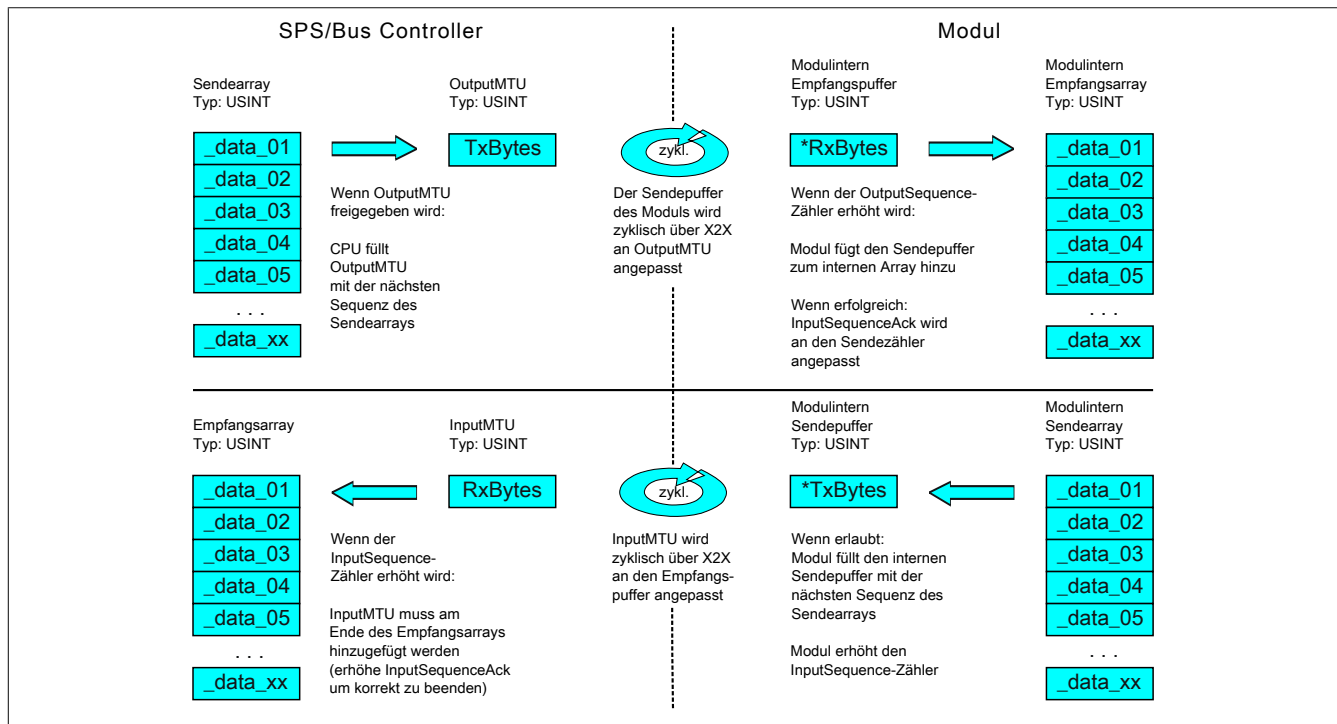 SPS/Bus Controller
Modul
Sendearray
Typ: USINT
_data_01
_data_02
_data_03
_data_04
_data_05
. . .
_data_xx
OutputMTU
Typ: USINT
TxBytes
Wenn OutputMTU
freigegeben wird:
CPU füllt
OutputMTU
mit der nächsten
Sequenz des
Sendearrays
zykl.
Der Sendepuffer
des Moduls wird
zyklisch über X2X
an OutputMTU
angepasst
Modulintern
Empfangspuffer
Typ: USINT
*RxBytes
Wenn der OutputSequence-
Zähler erhöht wird:
Modul fügt den Sendepuffer
zum internen Array hinzu
Wenn erfolgreich:
InputSequenceAck wird
an den Sendezähler
angepasst
Modulintern
Empfangsarray
Typ: USINT
_data_01
_data_02
_data_03
_data_04
_data_05
. . .
_data_xx
Empfangsarray
Typ: USINT
_data_01
_data_02
_data_03
_data_04
_data_05
. . .
_data_xx
InputMTU
Typ: USINT
RxBytes
Wenn der
InputSequence-
Zähler erhöht wird:
InputMTU muss am
Ende des Empfangsarrays
hinzugefügt werden
(erhöhe InputSequenceAck
um korrekt zu beenden)
zykl.
InputMTU wird
zyklisch über X2X
an den Empfangs-
puffer angepasst
Modulintern
Sendepuffer
Typ: USINT
*TxBytes
Wenn erlaubt:
Modul füllt den internen
Sendepuffer mit der
nächsten Sequenz des
Sendearrays
Modul erhöht den
InputSequence-Zähler
Modulintern
Sendearray
Typ: USINT
_data_01
_data_02
_data_03
_data_04
_data_05
. . .
_data_xx